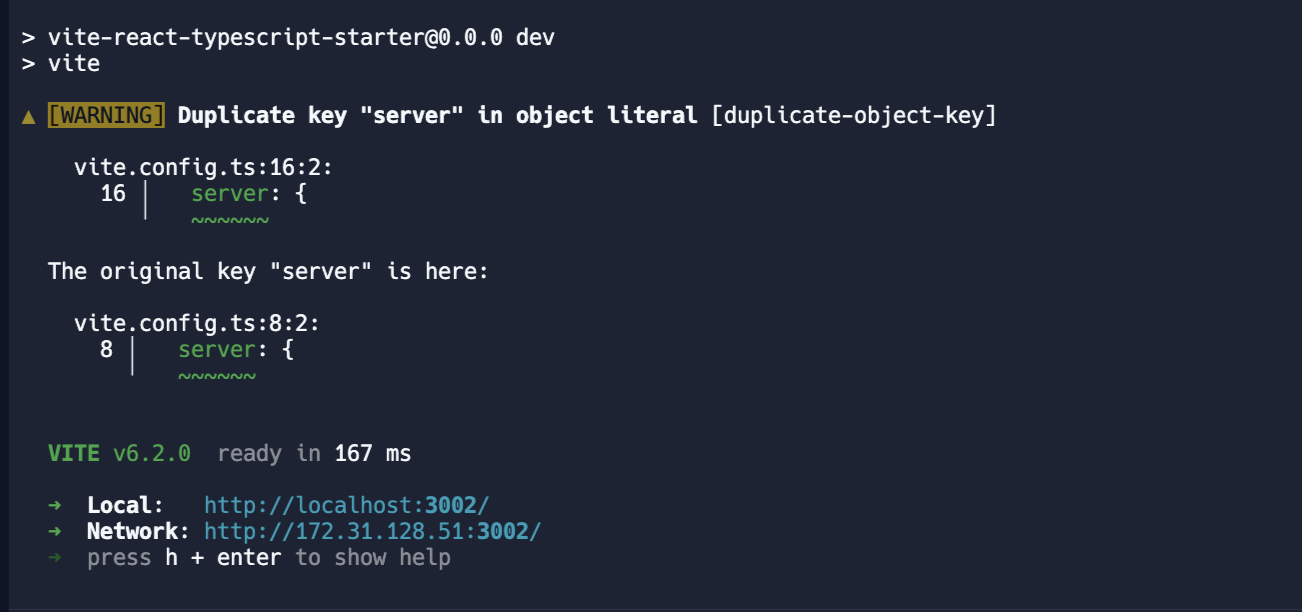 > vite-react-typescript-starter@0.0.0 dev
> vite
▲ [WARNING] Duplicate key "server" in object literal [duplicate-object-key]
vite.config.ts:16:2:
16 │ server: {
~~~~~~
The original key "server" is here:
vite.config.ts:8:2:
8 │ server: {
~~~~~~
VITE v6.2.0 ready in 167 ms
➜ Local: http://localhost:3002/
➜ Network: http://172.31.128.51:3002/
➜ press h + enter to show help